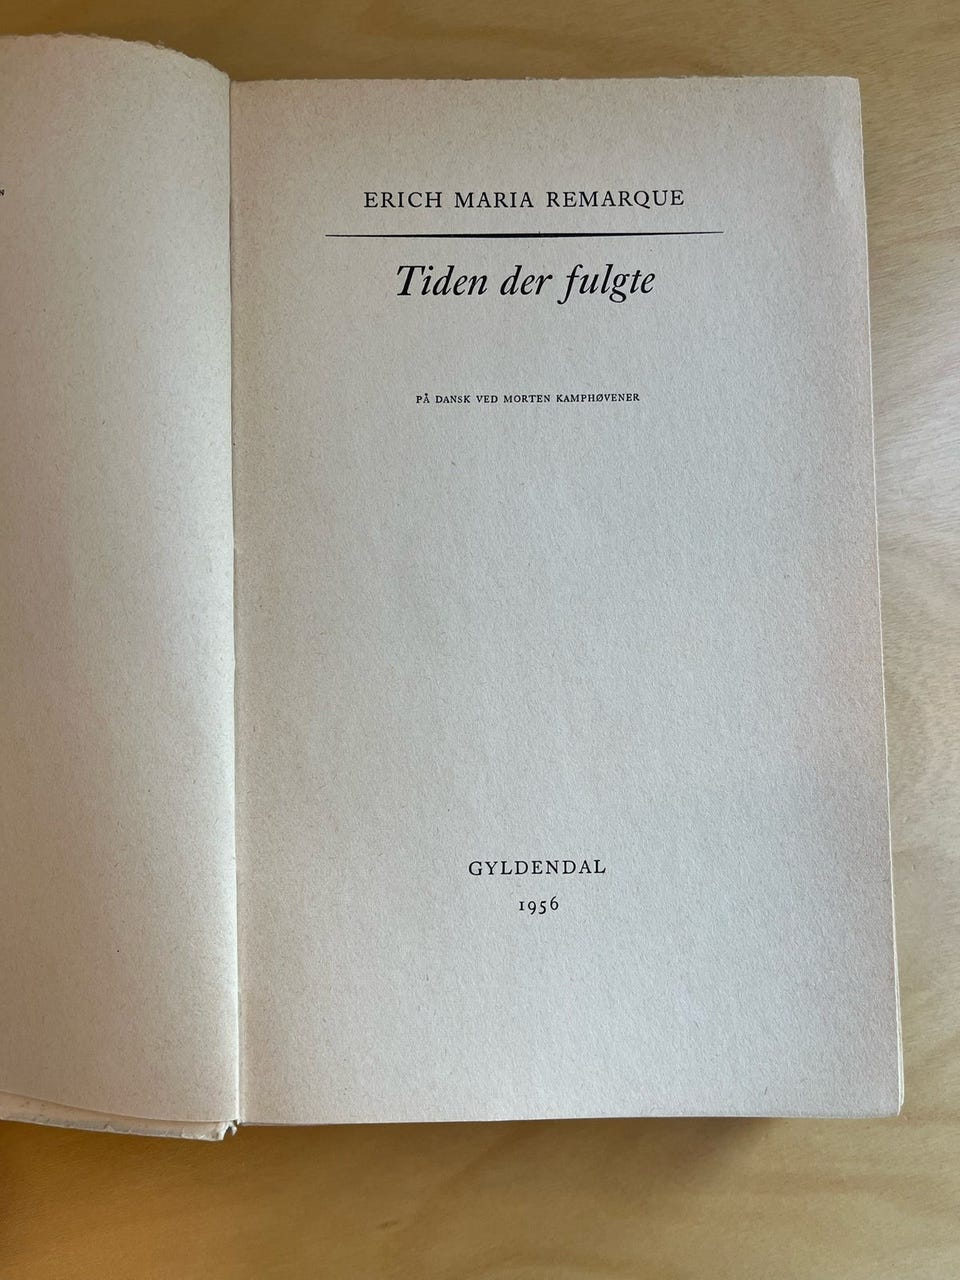 ERICH MARIA REMARQUE
Tiden der fulgte
PÅ DANSK VED MORTEN KAMPHØVENER
GYLDENDAL
1956